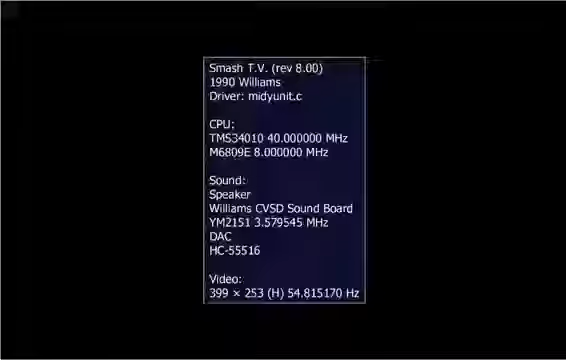 Smash T.V. (rev 8.00)
1990 Williams
Driver: midyunit.c
CPU:
TMS34010 40.000000 MHz
M6809E 8.000000 MHz
Sound:
Speaker
Williams CVSD Sound Board
YM2151 3.579545 MHz
DAC
HC-55516
Video:
399 × 253 (H) 54.815170 Hz